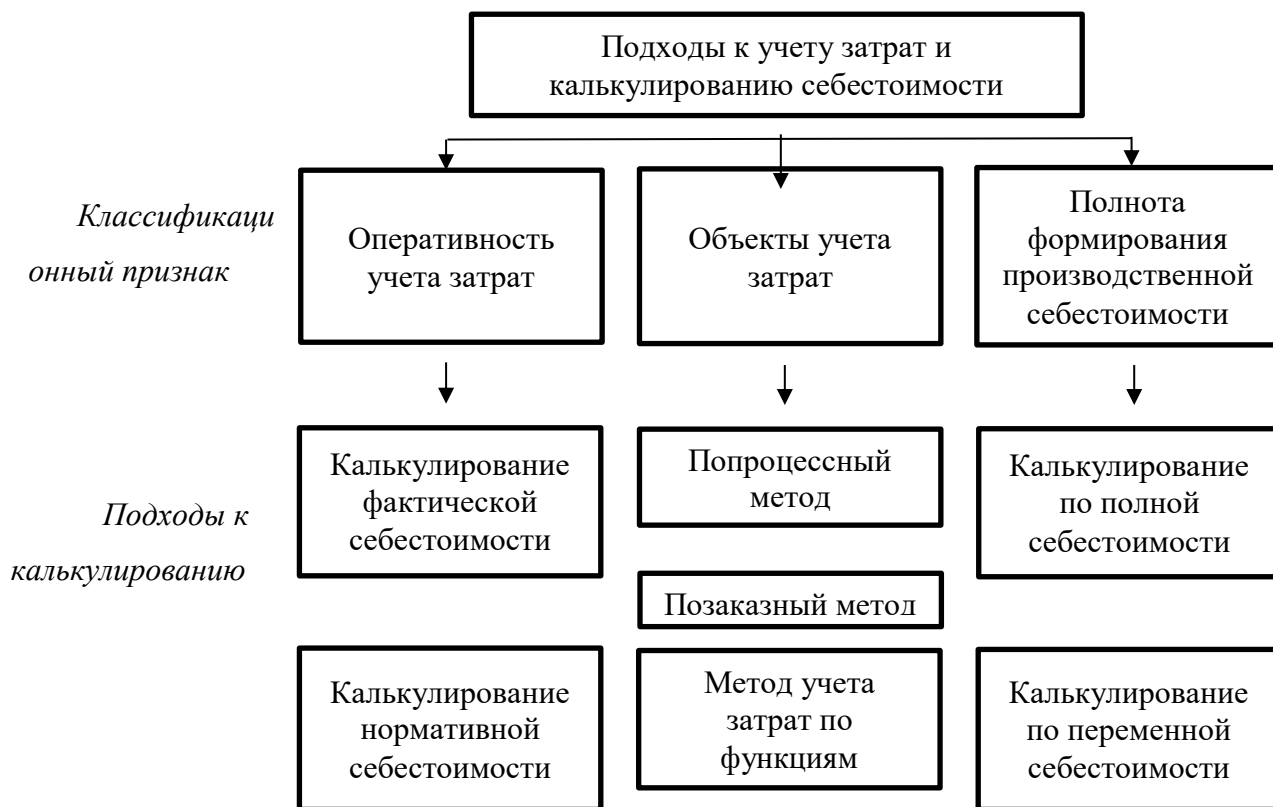 Подходы к учету затрат и
калькулированию себестоимости
Классификаци
онный признак
Оперативность
учета затрат
Объекты учета
затрат
Полнота
формирования
производственной
себестоимости
Подходы к
калькулированию
Калькулирование
фактической
себестоимости
Попроцессный
метод
Калькулирование
по полной
себестоимости
Позаказный метод
Калькулирование
нормативной
себестоимости
Метод учета
затрат по
функциям
Калькулирование
по переменной
себестоимости